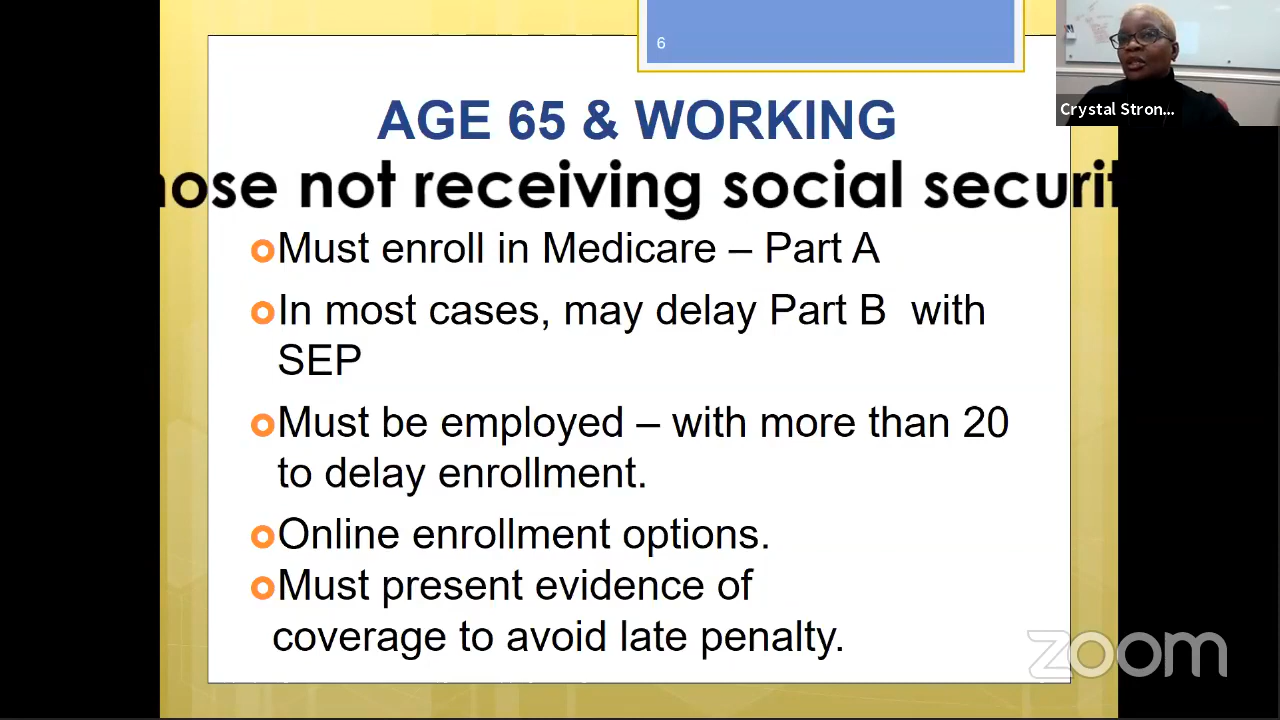 6
Crystal Stron...
AGE 65 & WORKING
hose not receiving social securit
Must enroll in Medicare – Part A
In most cases, may delay Part B with
SEP
Must be employed – with more than 20
to delay enrollment.
Online enrollment options.
Must present evidence of
coverage to avoid late penalty.
zoom